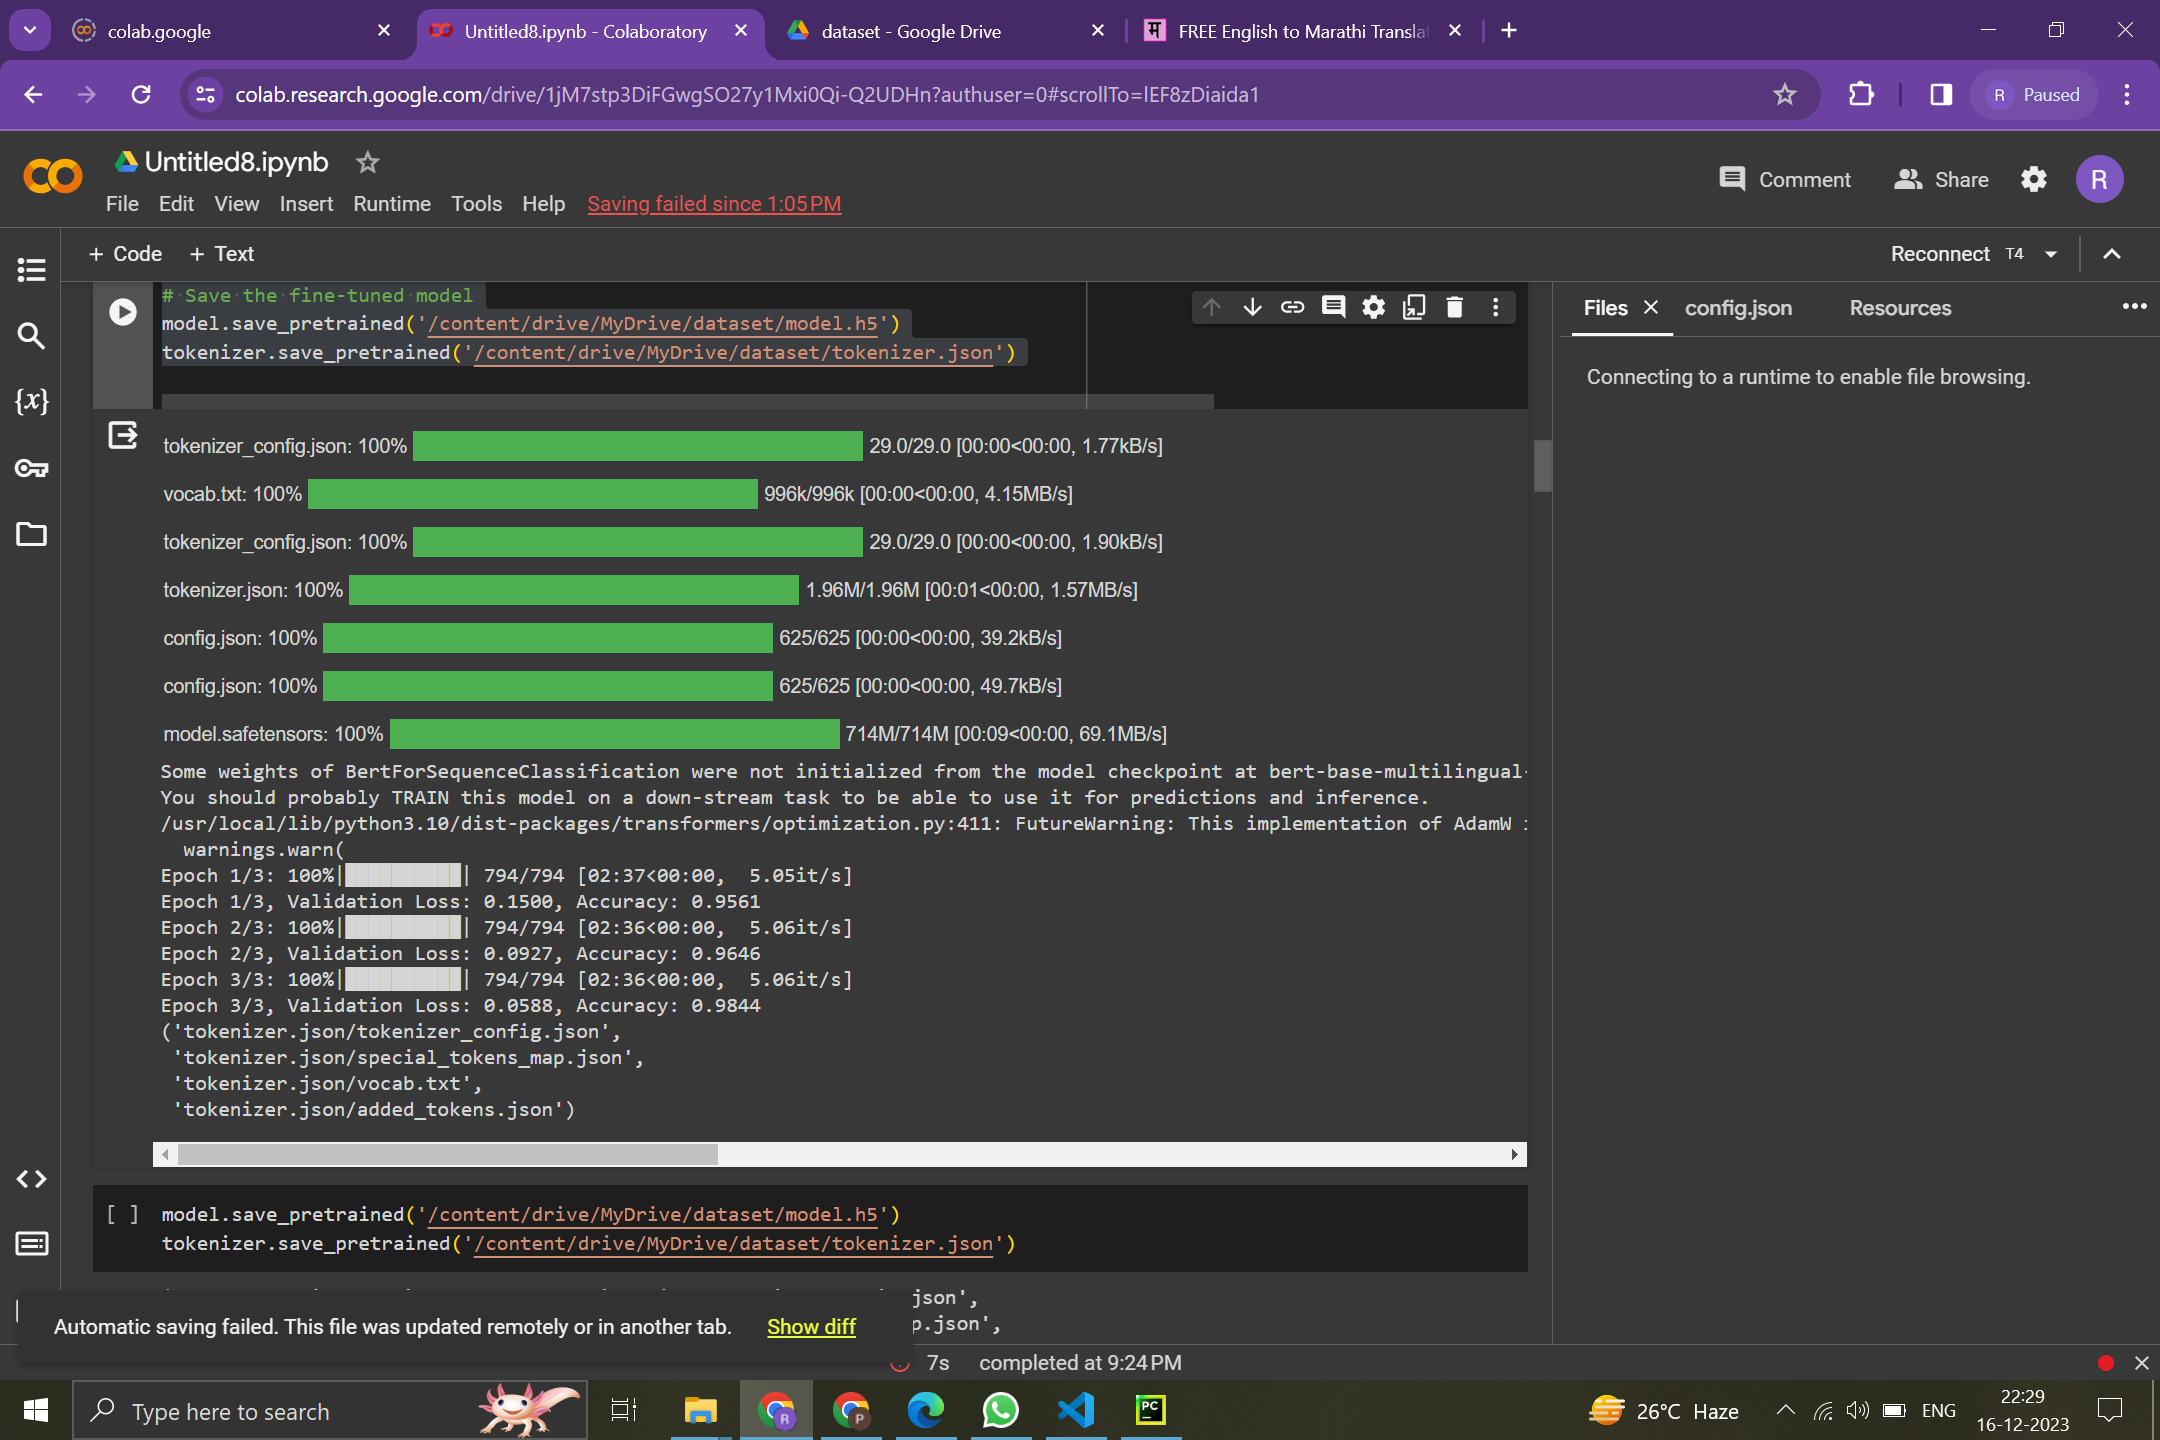 colab.google
Untitled8.ipynb - Colaboratory
dataset - Google Drive
FREE English to Marathi Transla
colab.research.google.com/drive/1jM7stp3DiFGwgSO27y1Mxi0Qi-Q2UDHn?authuser=0#scrollTo=lEF8zDiaida1
R Paused
Untitled8.ipynb
Comment Share R
File Edit View Insert Runtime Tools Help Saving failed since 1:05 PM
+ Code + Text
Reconnect T4
# Save the fine-tuned model
model.save_pretrained('/content/drive/MyDrive/dataset/model.h5')
tokenizer.save_pretrained('/content/drive/MyDrive/dataset/tokenizer.json')
Files config.json Resources
Connecting to a runtime to enable file browsing.
{x}
tokenizer_config.json: 100% 29.0/29.0 [00:00<00:00, 1.77kB/s]
vocab.txt: 100% 996k/996k [00:00<00:00, 4.15MB/s]
tokenizer_config.json: 100% 29.0/29.0 [00:00<00:00, 1.90kB/s]
tokenizer.json: 100% 1.96M/1.96M [00:01<00:00, 1.57MB/s]
config.json: 100% 625/625 [00:00<00:00, 39.2kB/s]
config.json: 100% 625/625 [00:00<00:00, 49.7kB/s]
model.safetensors: 100% 714M/714M [00:09<00:00, 69.1MB/s]
Some weights of BertForSequenceClassification were not initialized from the model checkpoint at bert-base-multilingual-
You should probably TRAIN this model on a down-stream task to be able to use it for predictions and inference.
/usr/local/lib/python3.10/dist-packages/transformers/optimization.py:411: FutureWarning: This implementation of AdamW
warnings.warn(
Epoch 1/3: 100%|██████████| 794/794 [02:37<00:00, 5.05it/s]
Epoch 1/3, Validation Loss: 0.1500, Accuracy: 0.9561
Epoch 2/3: 100%|██████████| 794/794 [02:36<00:00, 5.06it/s]
Epoch 2/3, Validation Loss: 0.0927, Accuracy: 0.9646
Epoch 3/3: 100%|██████████| 794/794 [02:36<00:00, 5.06it/s]
Epoch 3/3, Validation Loss: 0.0588, Accuracy: 0.9844
('tokenizer.json/tokenizer_config.json',
'tokenizer.json/special_tokens_map.json',
'tokenizer.json/vocab.txt',
'tokenizer.json/added_tokens.json')
[ ] model.save_pretrained('/content/drive/MyDrive/dataset/model.h5')
tokenizer.save_pretrained('/content/drive/MyDrive/dataset/tokenizer.json')
json',
p.json',
Automatic saving failed. This file was updated remotely or in another tab. Show diff
7s completed at 9:24 PM
Type here to search
26°C Haze
ENG
22:29
16-12-2023